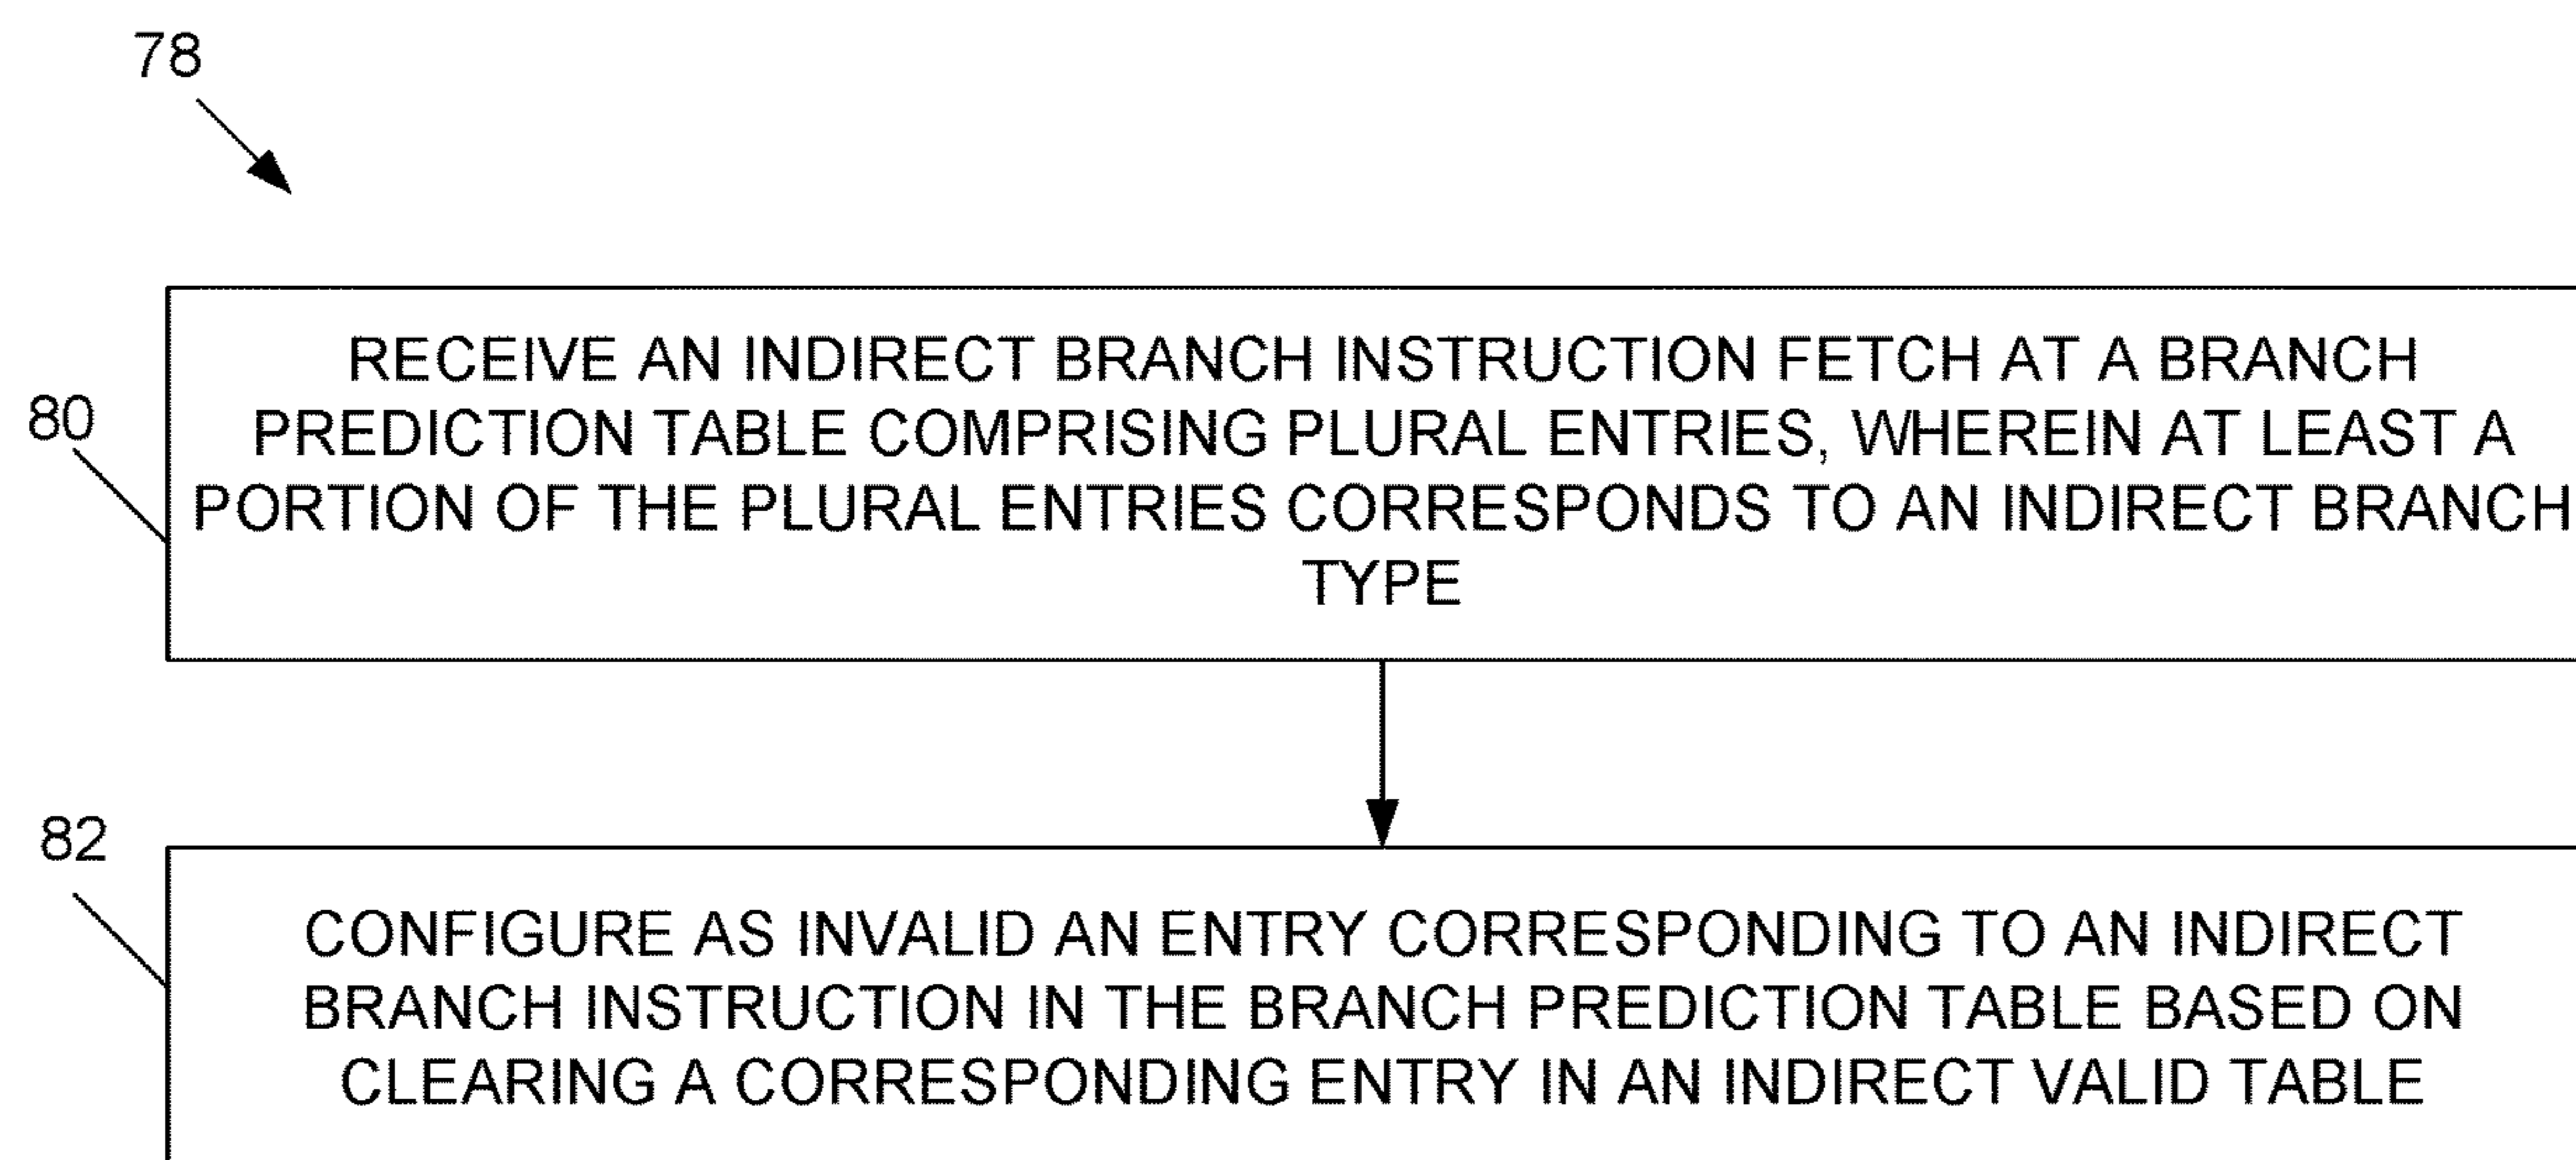 78
80
RECEIVE AN INDIRECT BRANCH INSTRUCTION FETCH AT A BRANCH
PREDICTION TABLE COMPRISING PLURAL ENTRIES, WHEREIN AT LEAST A
PORTION OF THE PLURAL ENTRIES CORRESPONDS TO AN INDIRECT BRANCH
TYPE
82
CONFIGURE AS INVALID AN ENTRY CORRESPONDING TO AN INDIRECT
BRANCH INSTRUCTION IN THE BRANCH PREDICTION TABLE BASED ON
CLEARING A CORRESPONDING ENTRY IN AN INDIRECT VALID TABLE